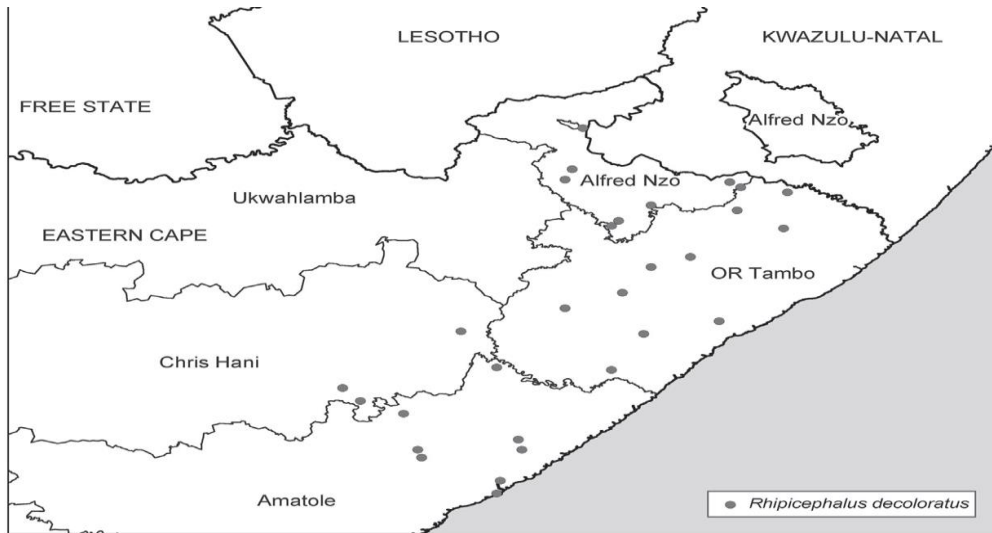 LESOTHO
KWAZULU-NATAL
FREE STATE
Alfred Nzo
Alfred Nzo
Ukwahlamba
EASTERN CAPE
OR Tambo
Chris Hani
Amatole
Rhipicephalus decoloratus